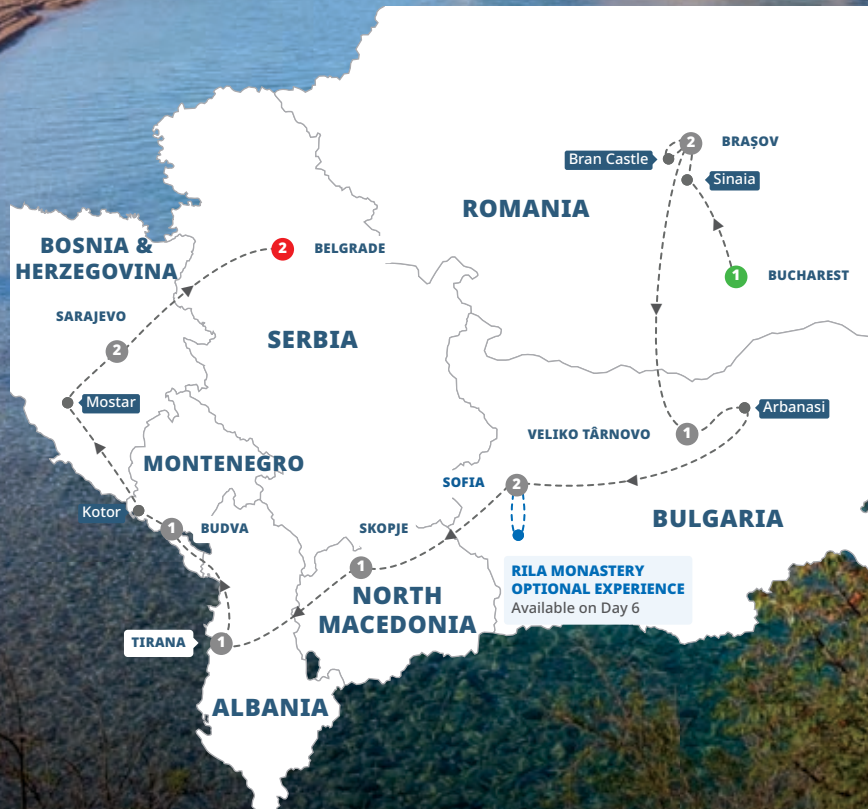 2
BRAȘOV
Bran Castle
Sinaia
ROMANIA
BOSNIA &
HERZEGOVINA
2
BELGRADE
1
BUCHAREST
SARAJEVO
2
SERBIA
Mostar
Arbanasi
VELIKO TÂRNOVO
1
MONTENEGRO
SOFIA
2
Kotor
1
BUDVA
SKOPJE
BULGARIA
1
NORTH
MACEDONIA
RILA MONASTERY
OPTIONAL EXPERIENCE
Available on Day 6
TIRANA
1
ALBANIA